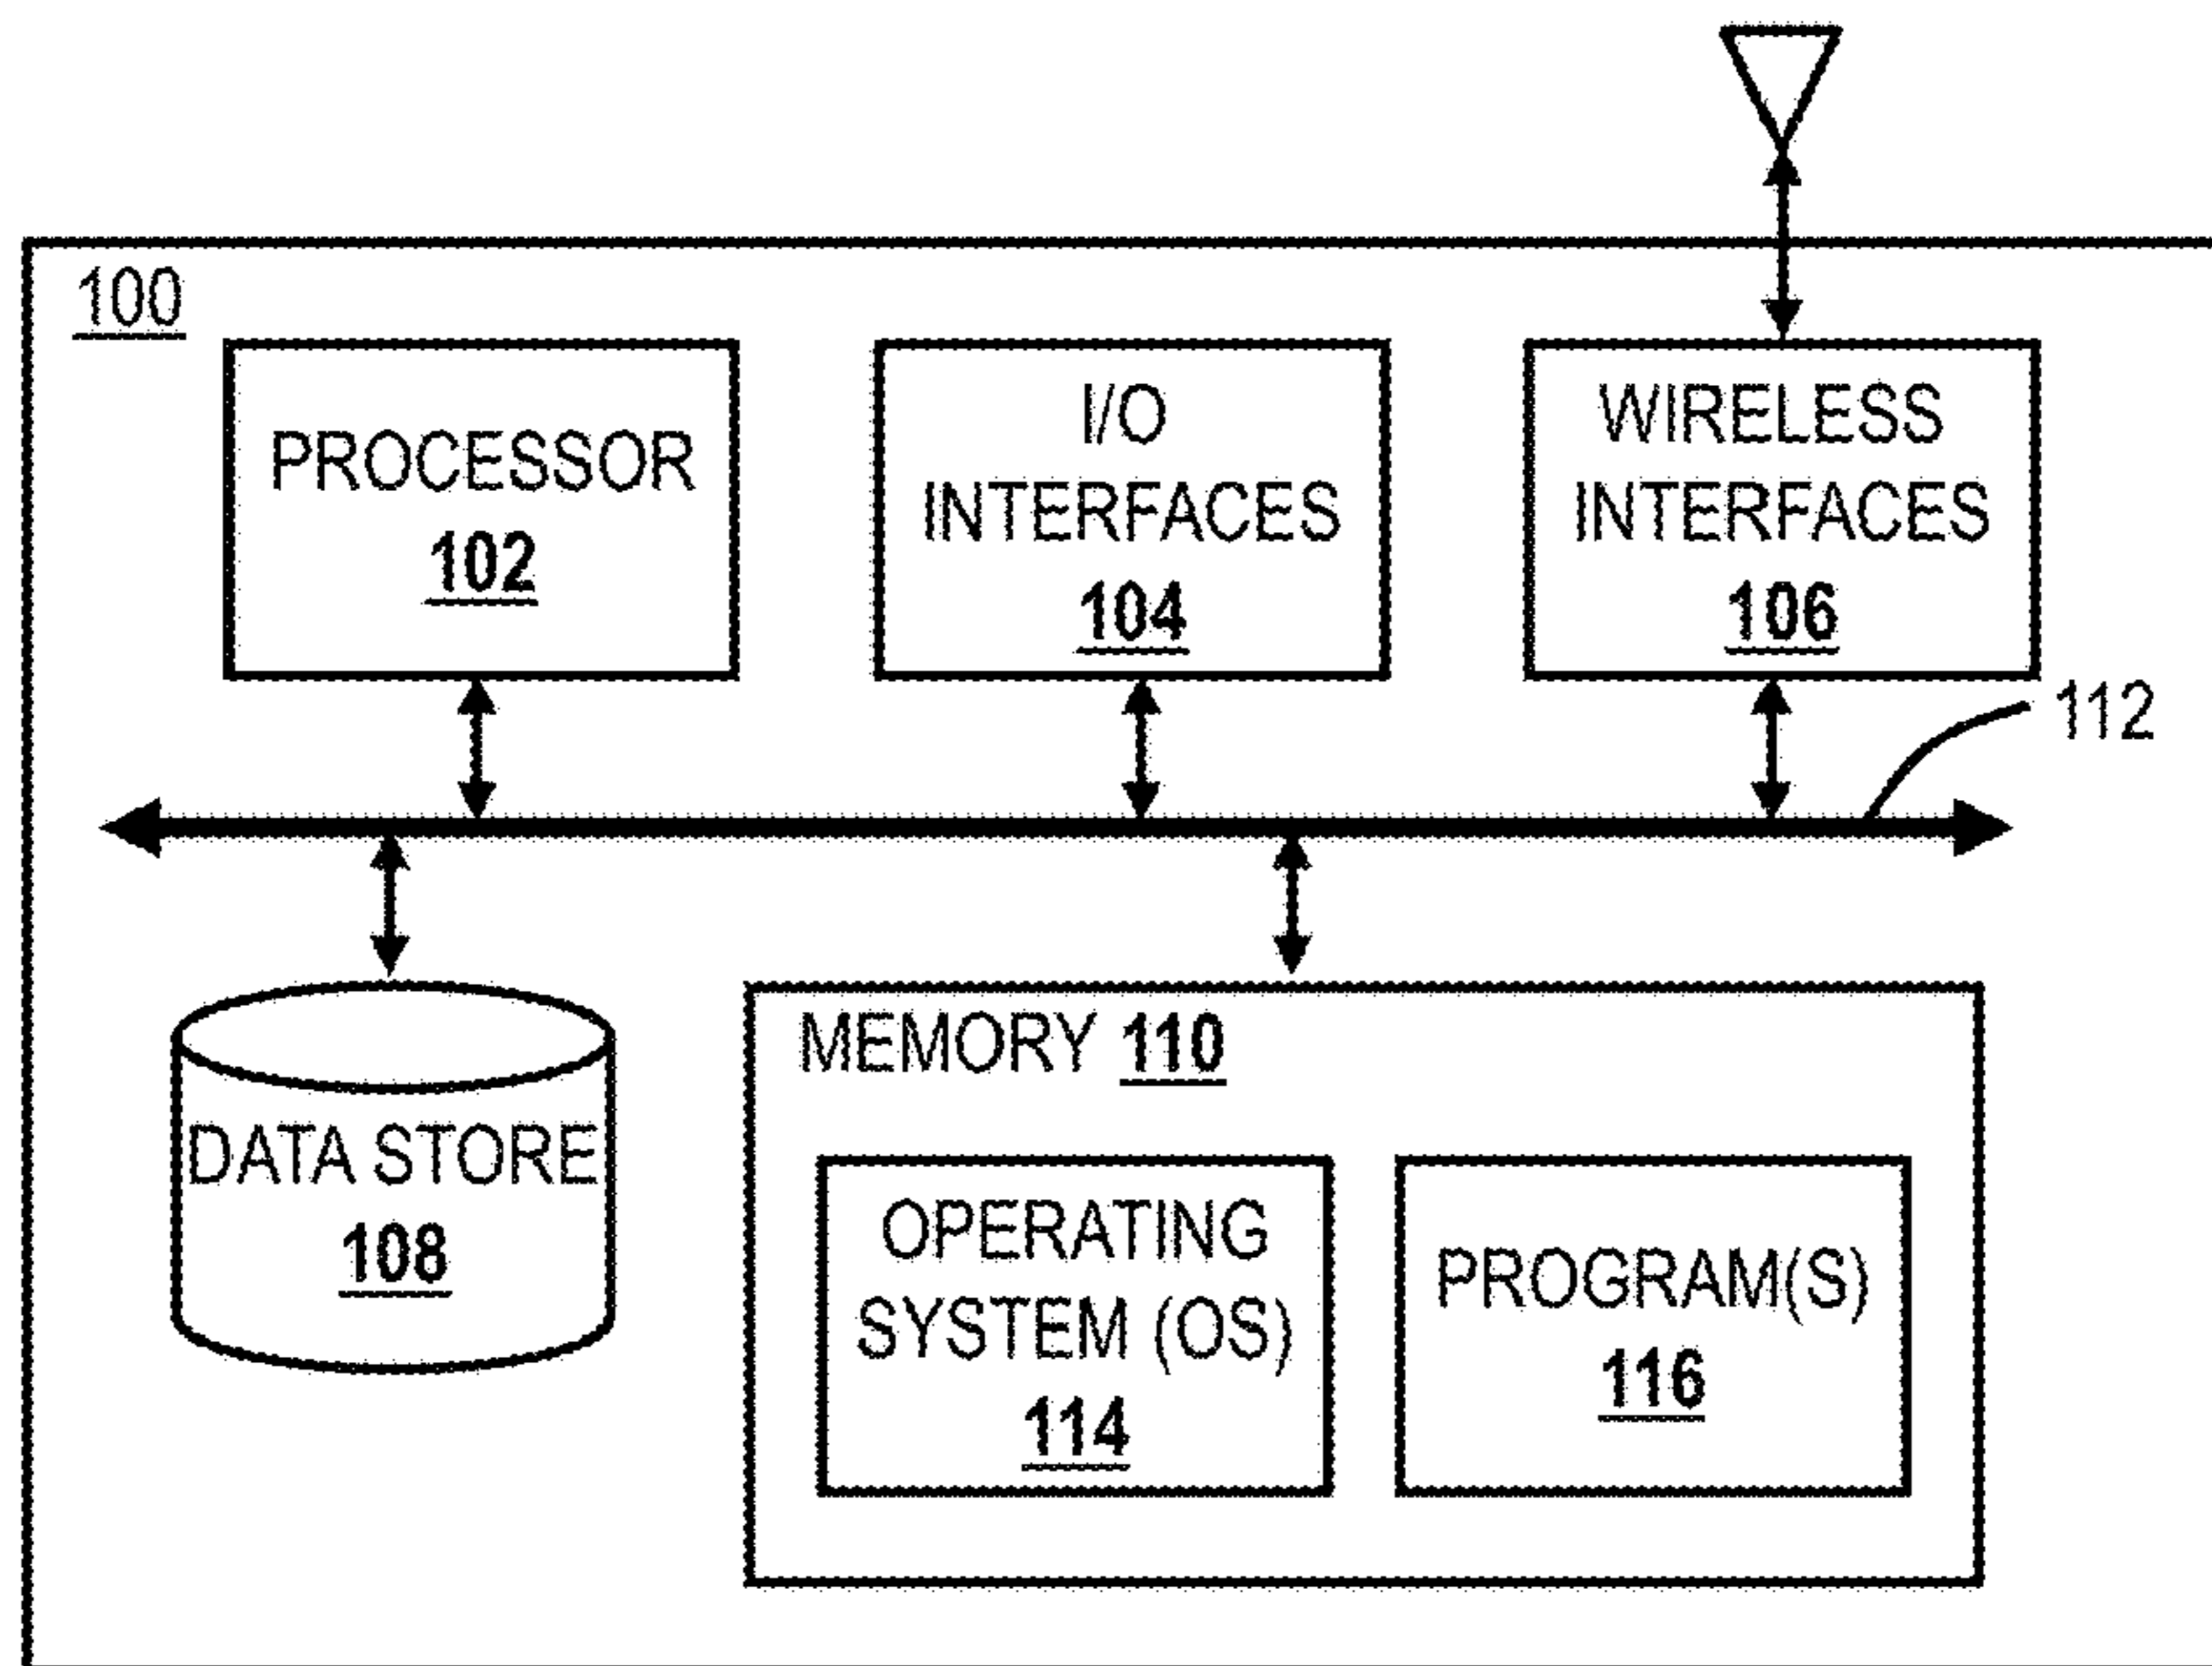 100
PROCESSOR
102
I/O
INTERFACES
104
WIRELESS
INTERFACES
106
112
DATA STORE
108
MEMORY 110
OPERATING
SYSTEM (OS)
114
PROGRAM(S)
116